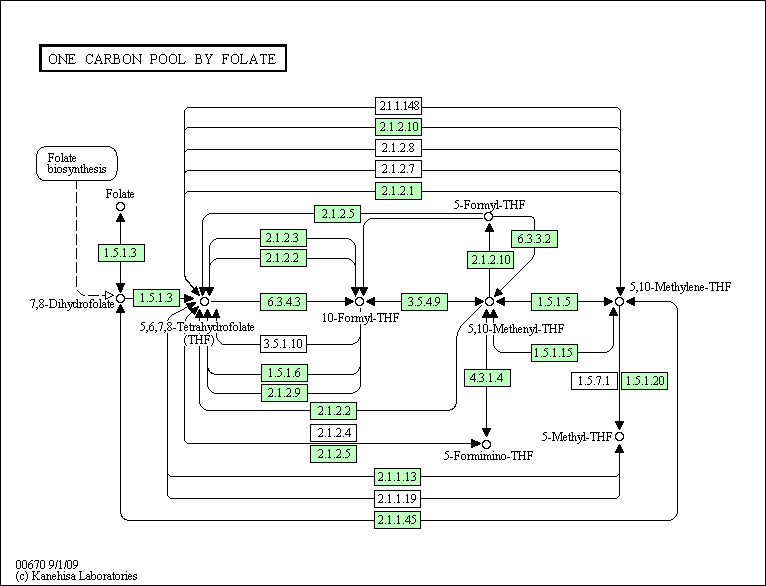 ONE CARBON POOL BY FOLATE
2.1.1.148
2.1.2.10
2.1.2.8
2.1.2.7
2.1.2.1
Folate
biosynthesis
Folate
5-Formyl-THF
2.1.2.5
6.3.3.2
2.1.2.3
2.1.2.2
1.5.1.3
2.1.2.10
5,10-Methylene-THF
7,8-Dihydrofolate
1.5.1.3
6.3.4.3
3.5.4.9
1.5.1.5
10-Formyl-THF
5,6,7,8-Tetrahydrofolate
(THF)
5,10-Methenyl-THF
3.5.1.10
1.5.1.15
1.5.1.6
4.3.1.4
1.5.7.1
1.5.1.20
2.1.2.9
2.1.2.2
2.1.2.4
5-Methyl-THF
2.1.2.5
5-Formimino-THF
2.1.1.13
2.1.1.19
2.1.1.45
00670 9/1/09
(c) Kanehisa Laboratories